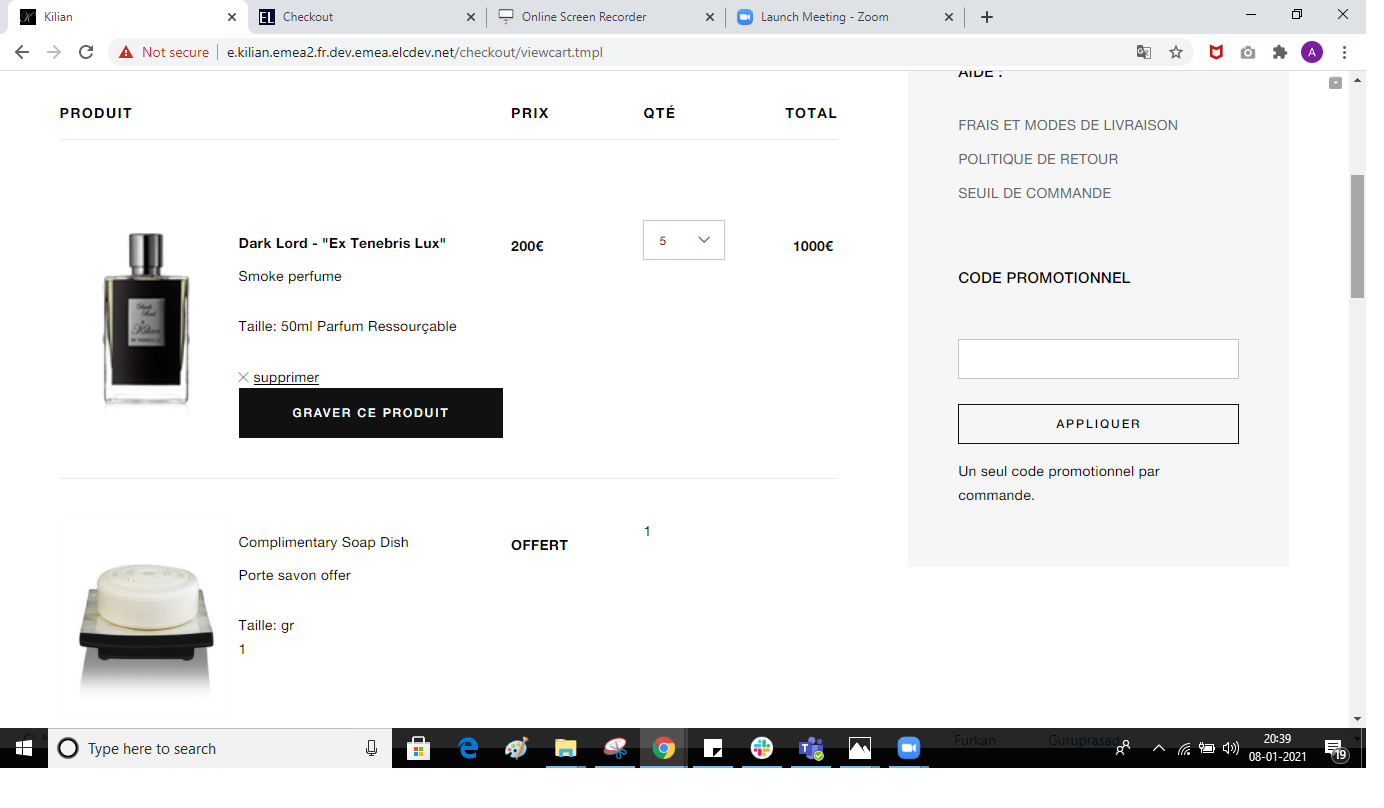 Kilian
EL Checkout
Online Screen Recorder
Launch Meeting - Zoom
Not secure
e.kilian.emea2.fr.dev.emea.elcdev.net/checkout/viewcart.tmpl
A
AIDE :
PRODUIT PRIX QTÉ TOTAL
FRAIS ET MODES DE LIVRAISON
POLITIQUE DE RETOUR
SEUIL DE COMMANDE
Dark Lord - "Ex Tenebris Lux" 200€ 5 1000€
Smoke perfume
Taille: 50ml Parfum Ressourçable
supprimer
GRAVER CE PRODUIT
Kilian
CODE PROMOTIONNEL
APPLIQUER
Un seul code promotionnel par
commande.
Complimentary Soap Dish OFFERT 1
Porte savon offer
Taille: gr
1
Type here to search
Furkan Guruprasad
20:39
08-01-2021
19